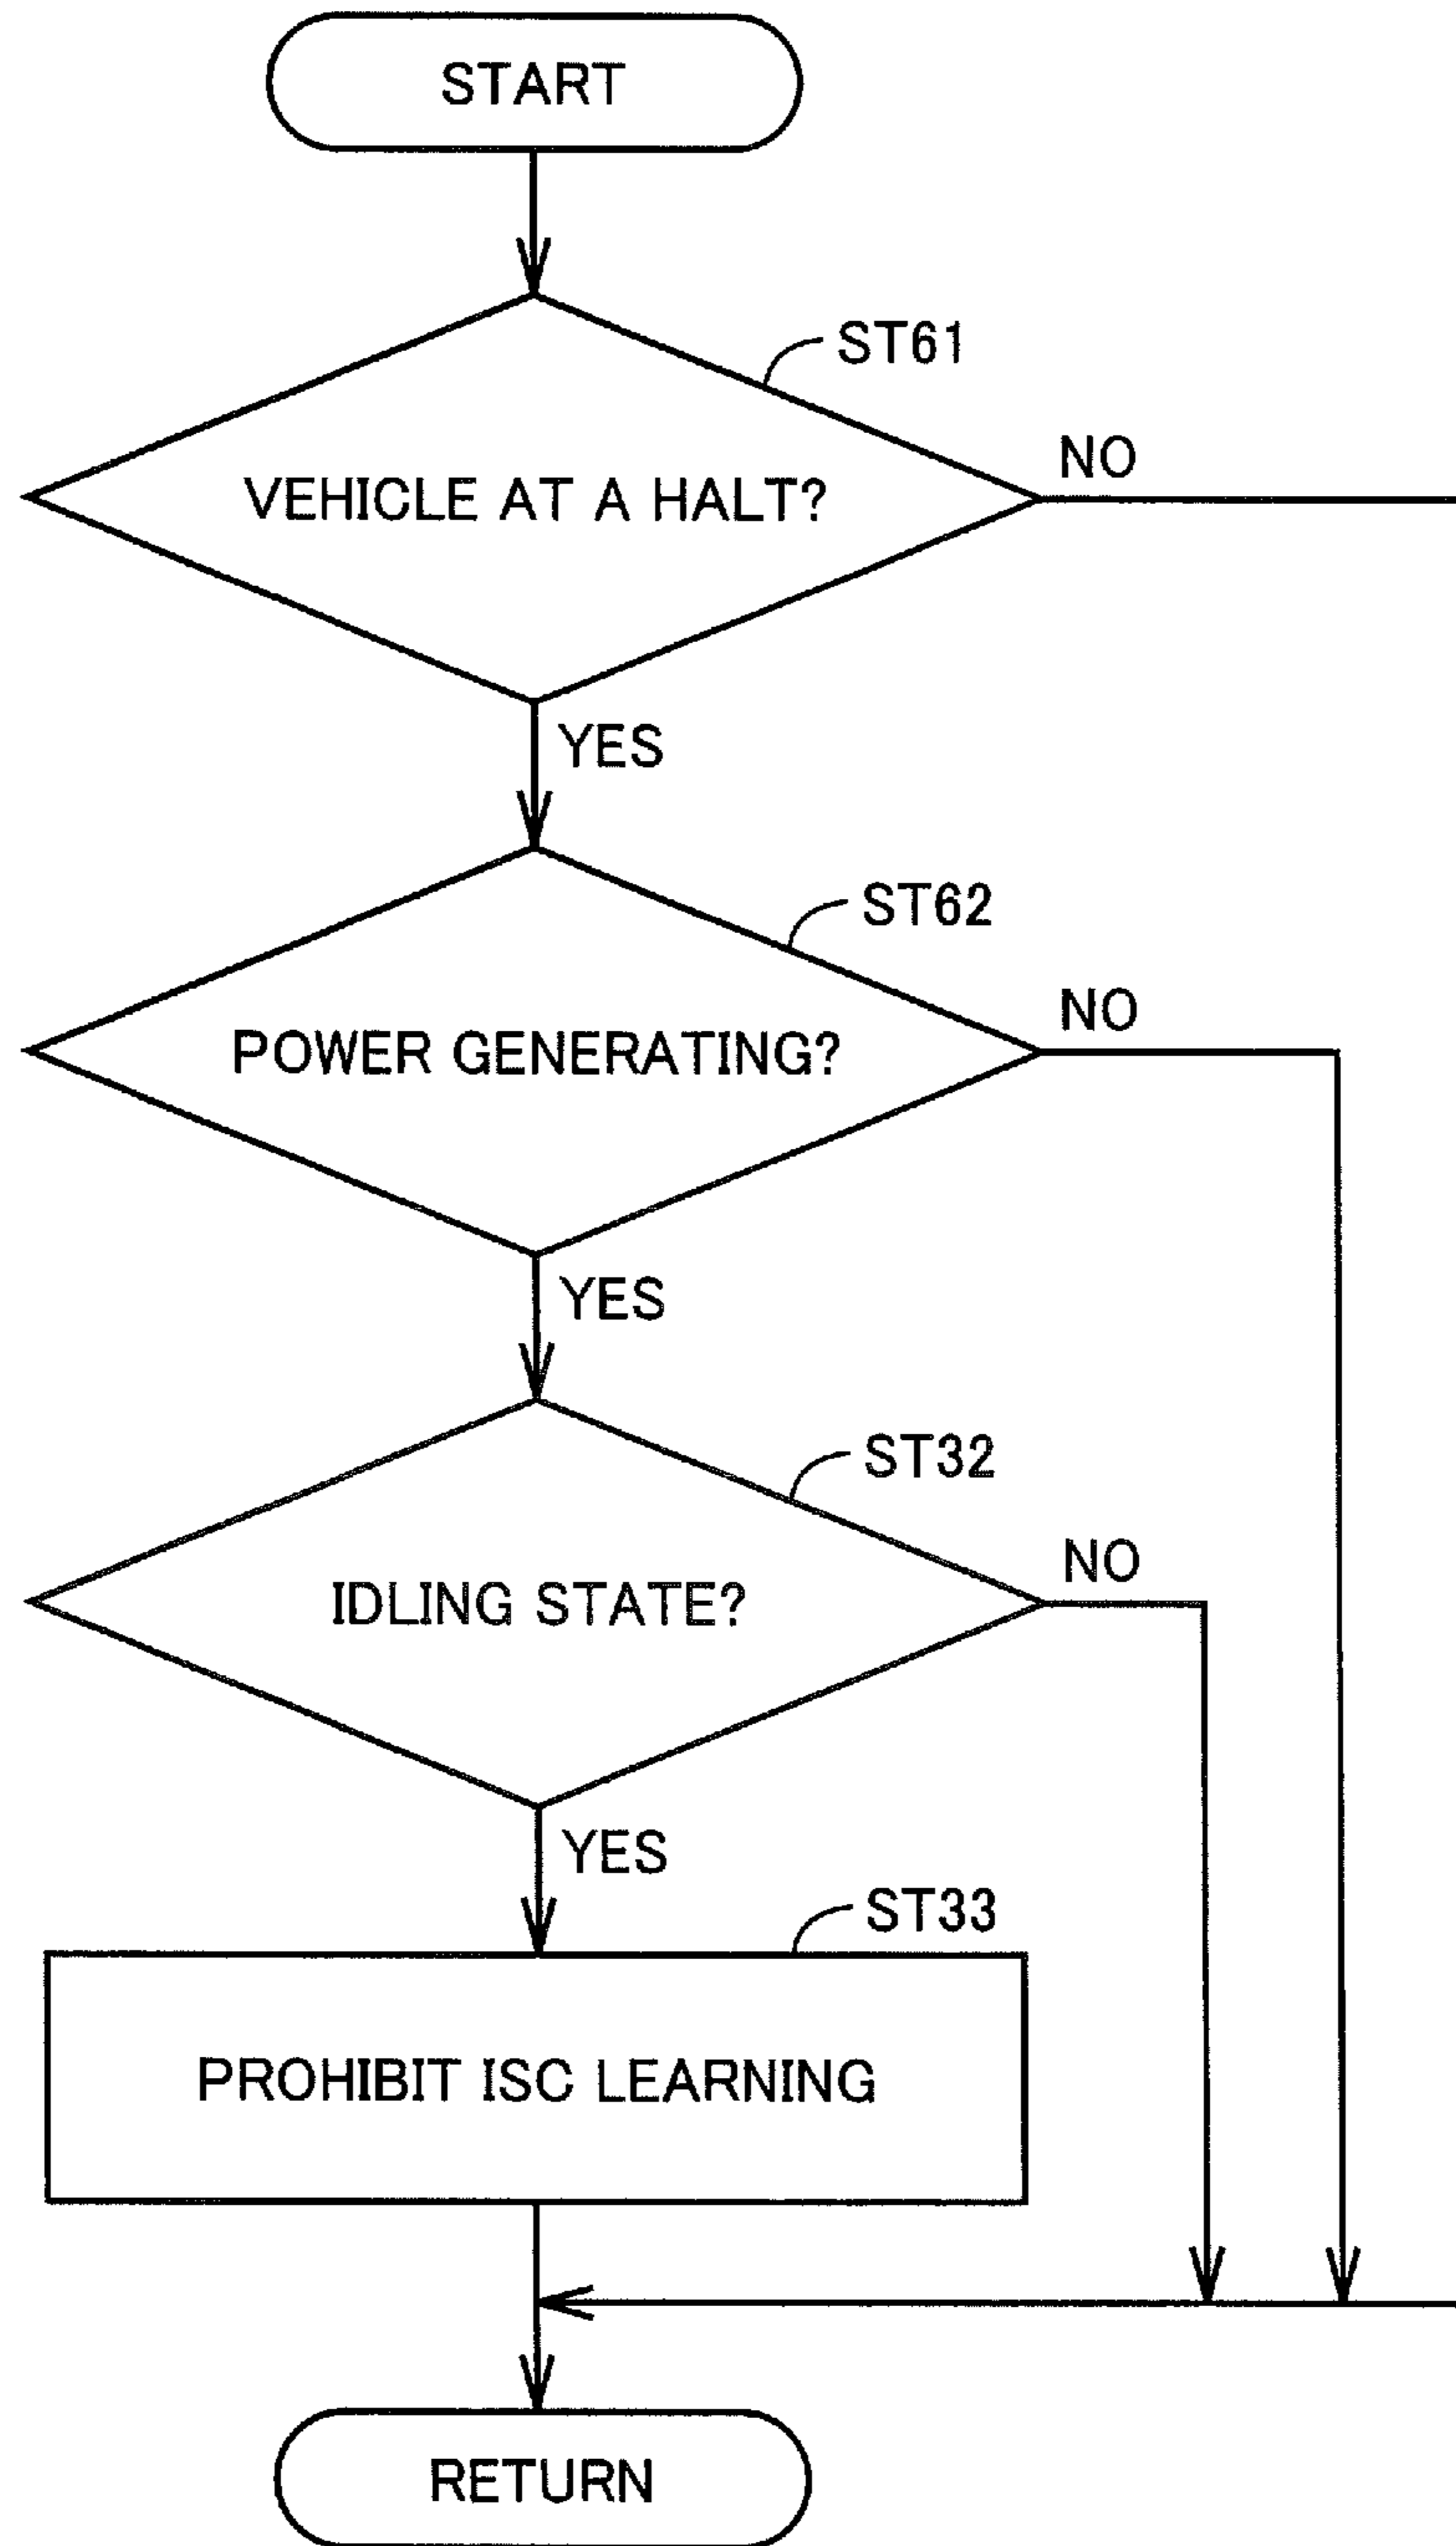 START
ST61
NO
VEHICLE AT A HALT?
YES
ST62
NO
POWER GENERATING?
YES
ST32
NO
IDLING STATE?
YES
ST33
PROHIBIT ISC LEARNING
RETURN